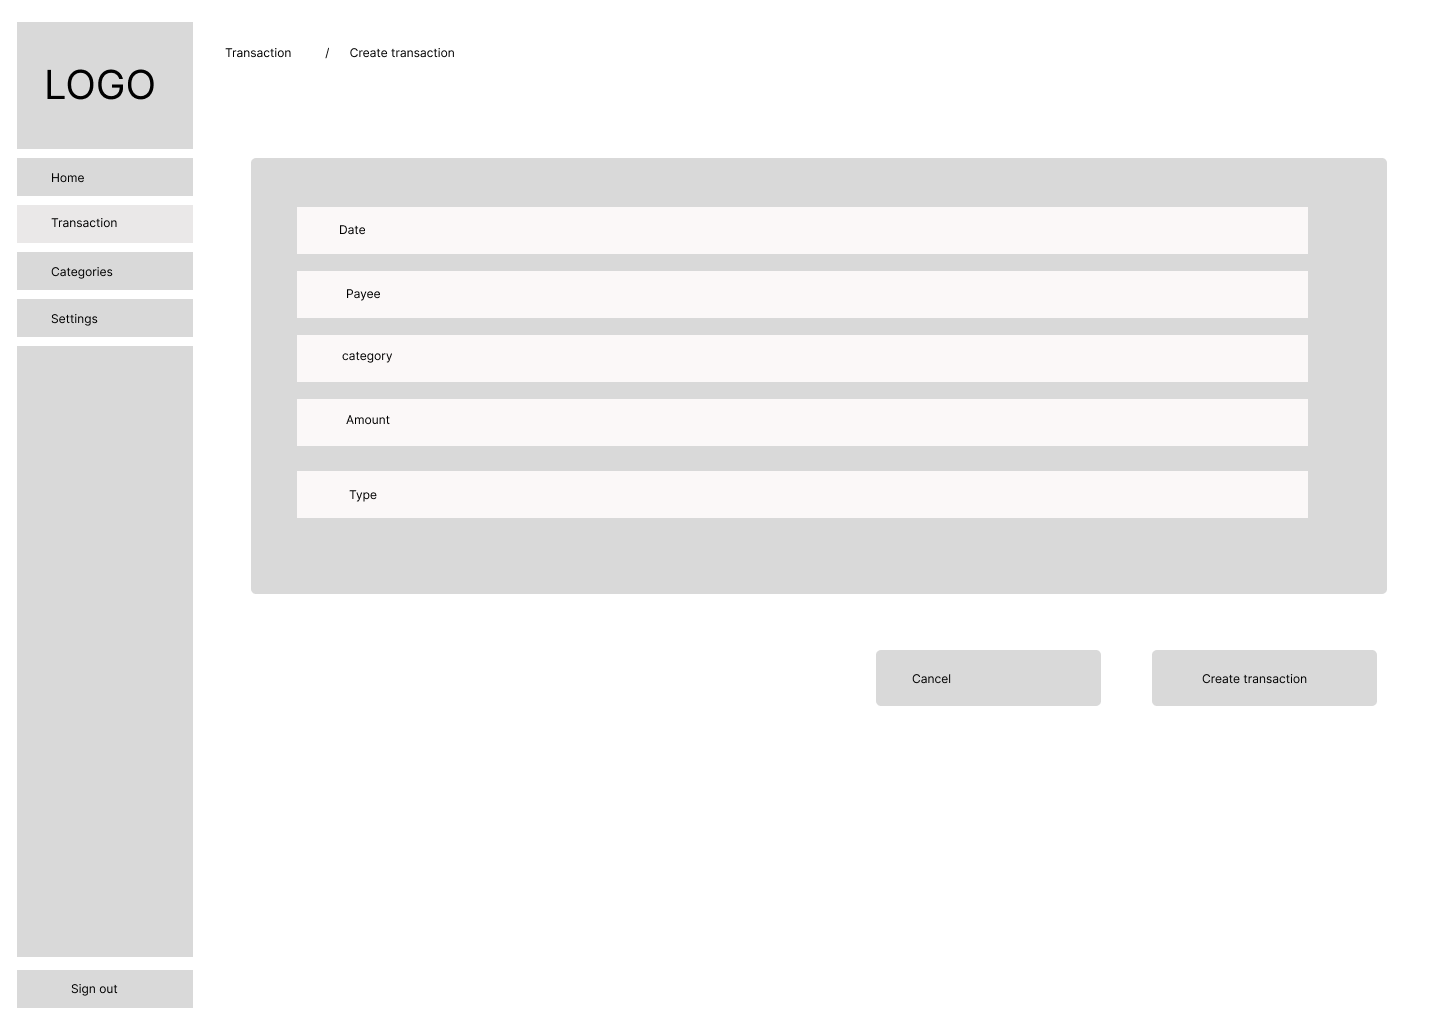 LOGO
Home
Transaction
Categories
Settings
Sign out
Transaction / Create transaction
Date
Payee
category
Amount
Type
Cancel
Create transaction